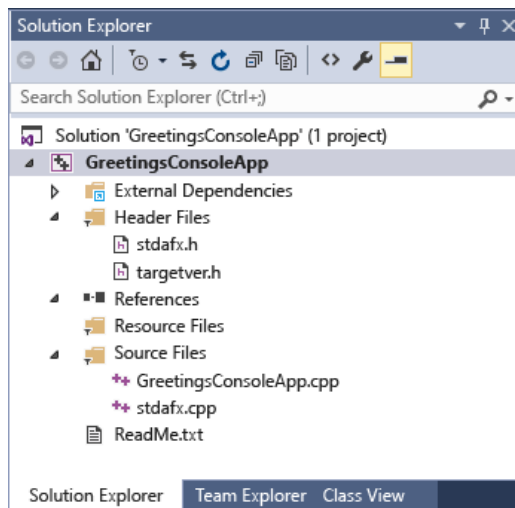 Solution Explorer
Search Solution Explorer (Ctrl+;)
Solution 'GreetingsConsoleApp' (1 project)
GreetingsConsoleApp
External Dependencies
Header Files
stdafx.h
targetver.h
References
Resource Files
Source Files
GreetingsConsoleApp.cpp
stdafx.cpp
ReadMe.txt
Solution Explorer Team Explorer Class View